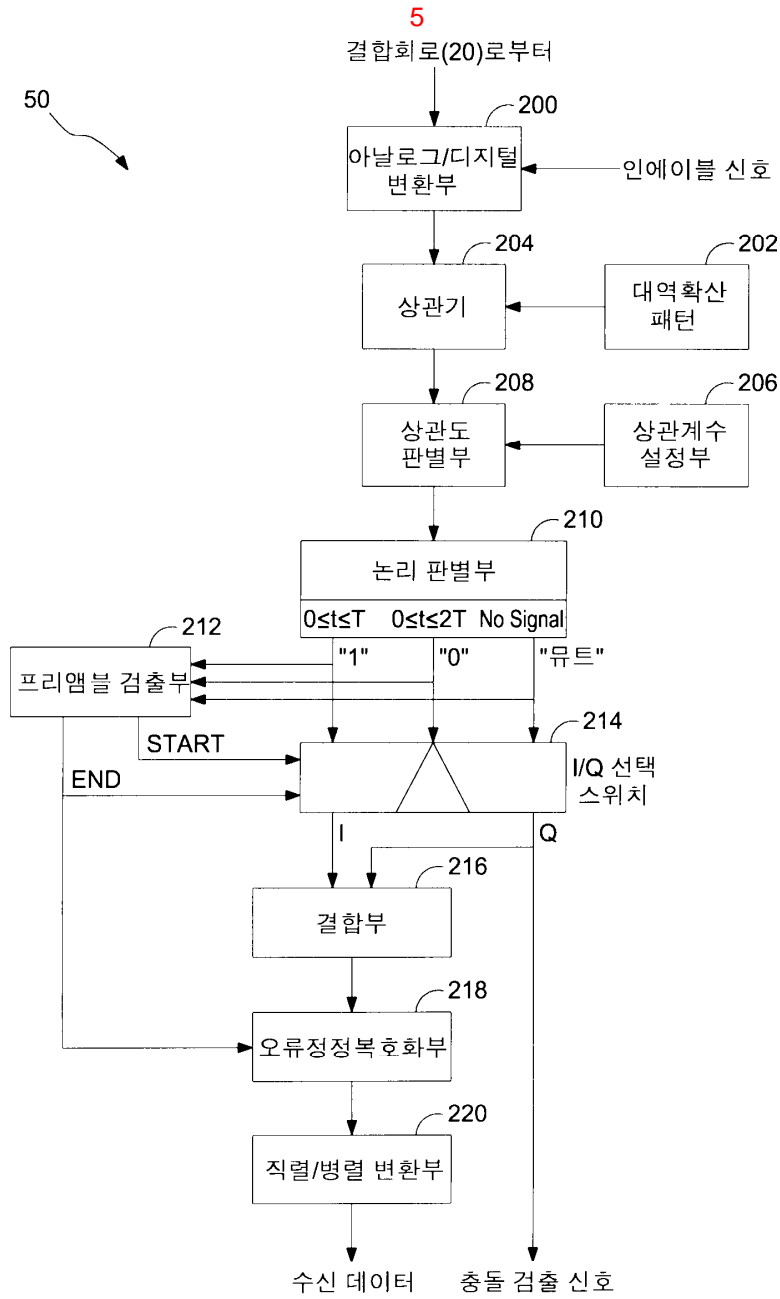 5
결합회로(20)로부터
50
200
아날로그/디지털
변환부
인에이블 신호
204
202
상관기
대역확산
패턴
208
206
상관도
판별부
상관계수
설정부
210
논리 판별부
0≤t≤T 0≤t≤2T No Signal
212
"1" "0" "뮤트"
프리앰블 검출부
START
214
END
I/Q 선택
스위치
I
Q
216
결합부
218
오류정정복호화부
220
직렬/병렬 변환부
수신 데이터
충돌 검출 신호